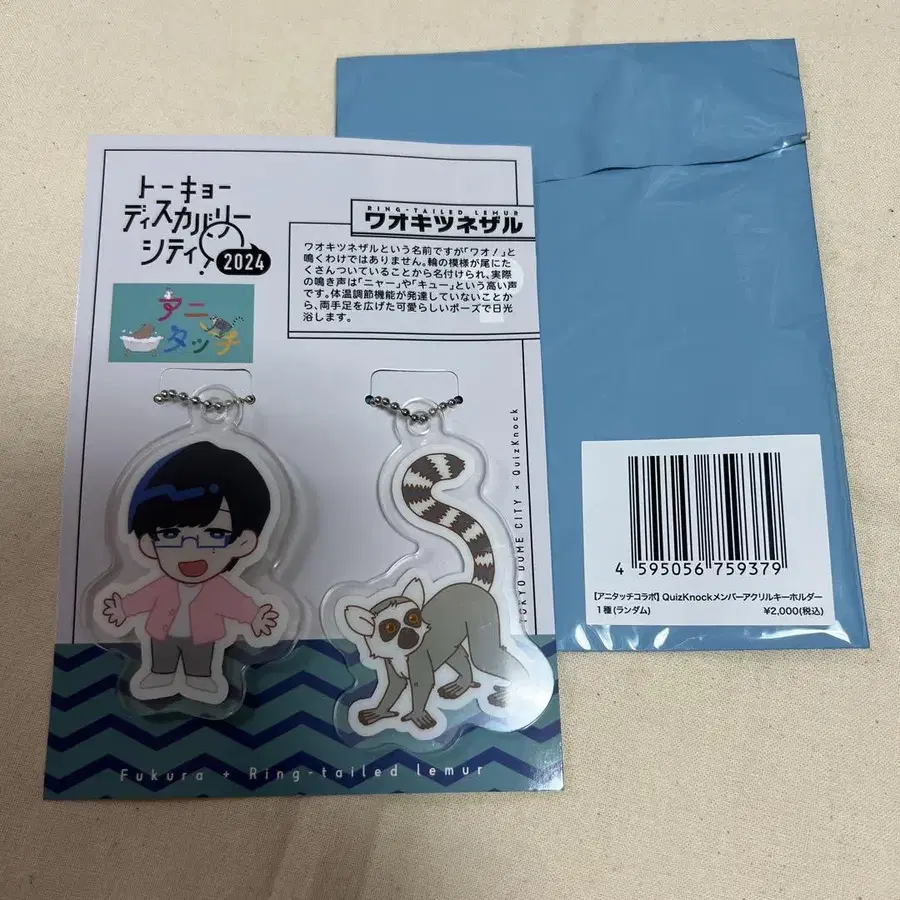 トーキョー
ディスカバリー
シティ!
2024
アニ
タッチ
RING-TAILED LEMUR
ワオキツネザル
ワオキツネザルという名前ですが「ワオ！」と
鳴くわけではありません。輪の模様が尾にた
くさんついていることから名付けられ、実際
の鳴き声は「ニャー」や「キュー」という高い声
です。体温調節機能が発達していないことか
ら、両手足を広げた可愛らしいポーズで日光
浴します。
TOKYO DOME CITY × QuizKnock
Fukura + Ring-tailed lemur
4 595056 759379
【アニタッチコラボ】QuizKnockメンバーアクリルキーホルダー
1種(ランダム)
¥2,000(税込)